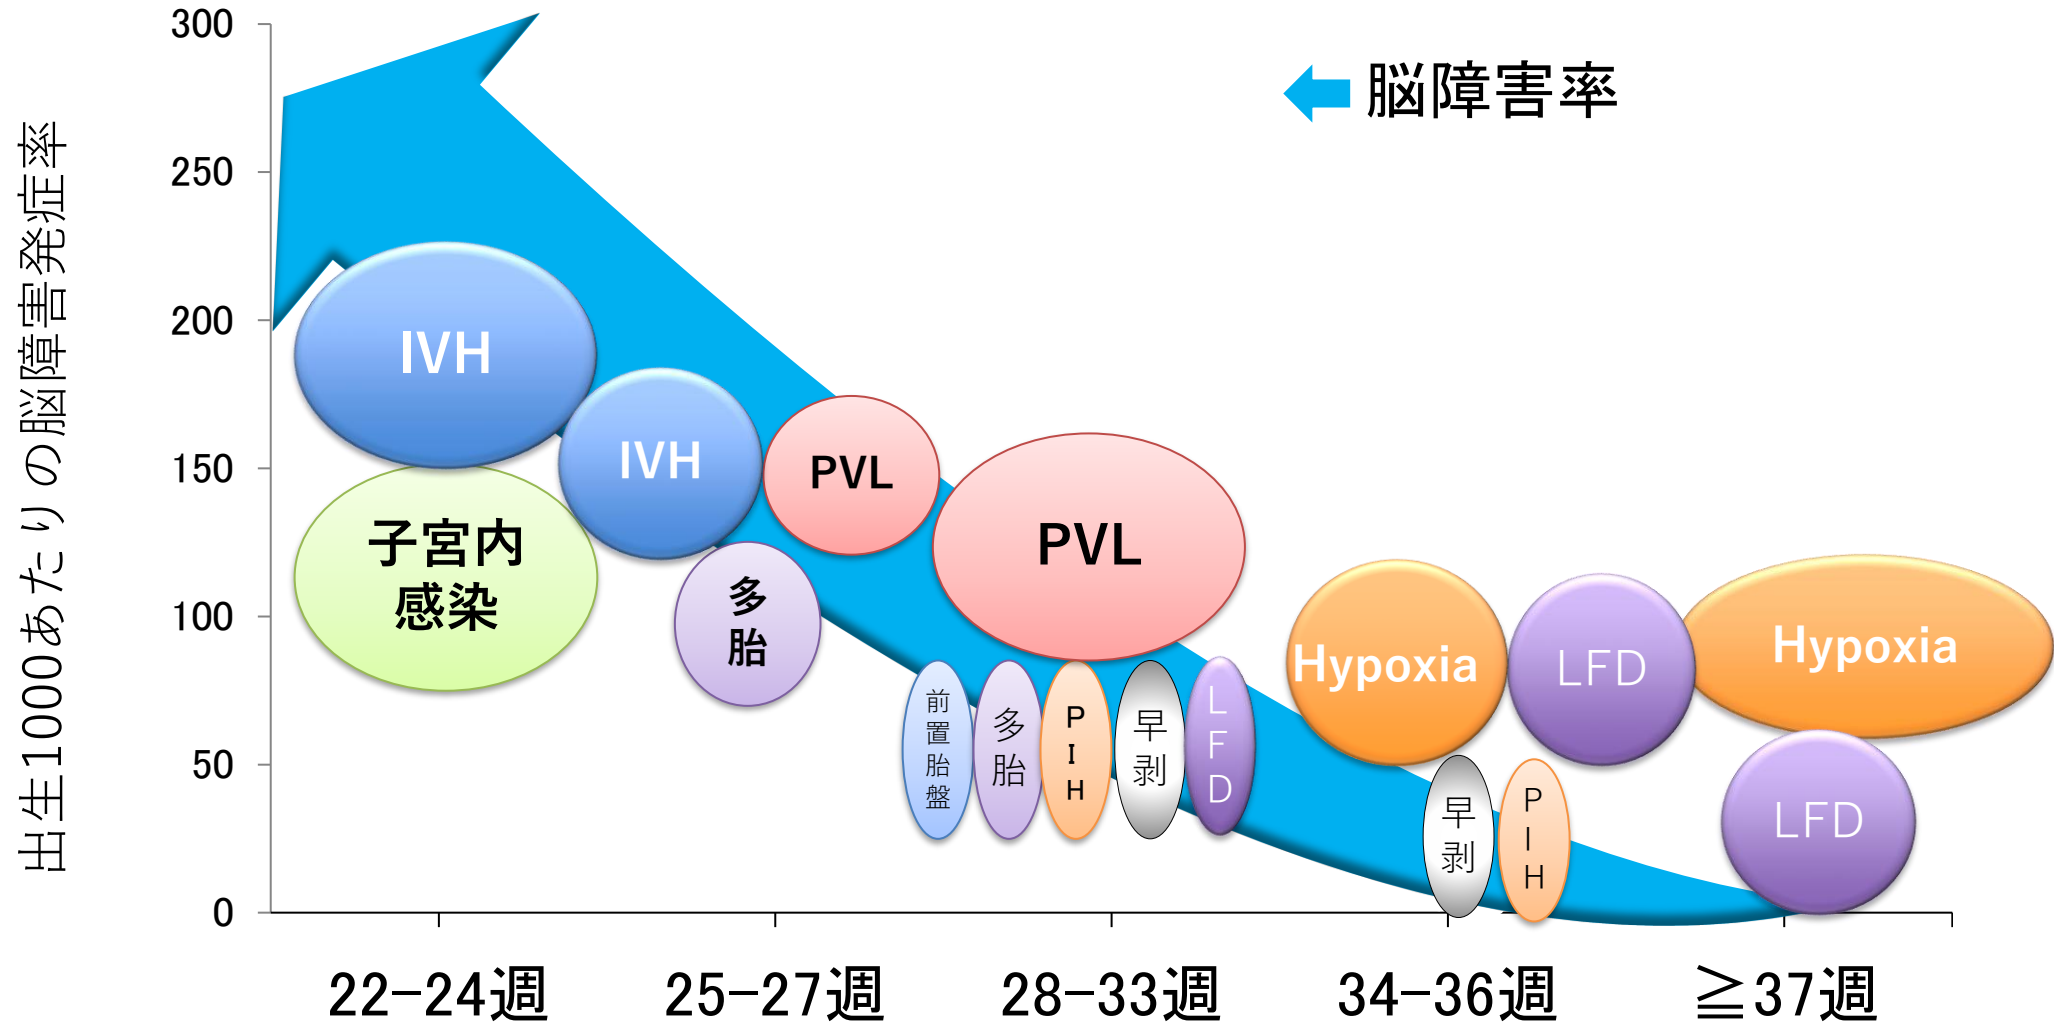 300
250
200
150
100
50
0
出生1000あたりの脳障害発症率
脳障害率
IVH
子宮内
感染
IVH
多
胎
PVL
PVL
前
置
胎
盤
多
胎
P
I
H
早
剥
L
F
D
Hypoxia
早
剥
P
I
H
LFD
Hypoxia
LFD
22−24週
25−27週
28−33週
34−36週
≧37週